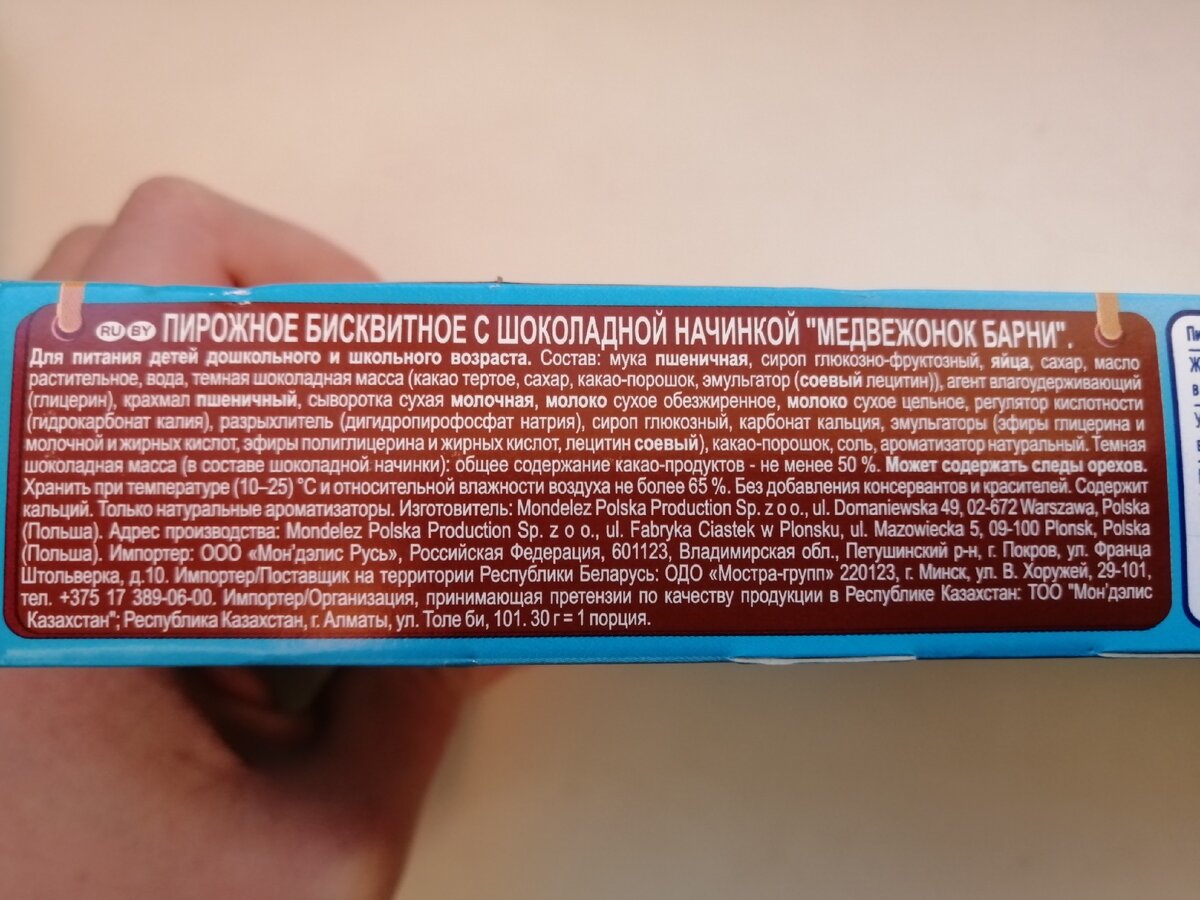 RU BY ПИРОЖНОЕ БИСКВИТНОЕ С ШОКОЛАДНОЙ НАЧИНКОЙ "МЕДВЕЖОНОК БАРНИ".
Для питания детей дошкольного и школьного возраста. Состав: мука пшеничная, сироп глюкозно-фруктозный, яйца, сахар, масло
растительное, вода, темная шоколадная масса (какао тертое, сахар, какао-порошок, эмульгатор (соевый лецитин)), агент влагоудерживающий
(глицерин), крахмал пшеничный, сыворотка сухая молочная, молоко сухое обезжиренное, молоко сухое цельное, регулятор кислотности
(гидрокарбонат калия), разрыхлитель (дигидропирофосфат натрия), сироп глюкозный, карбонат кальция, эмульгаторы (эфиры глицерина и
молочной и жирных кислот, эфиры полиглицерина и жирных кислот, лецитин соевый), какао-порошок, соль, ароматизатор натуральный. Темная
шоколадная масса (в составе шоколадной начинки): общее содержание какао-продуктов - не менее 50 %. Может содержать следы орехов.
Хранить при температуре (10–25) °С и относительной влажности воздуха не более 65 %. Без добавления консервантов и красителей. Содержит
кальций. Только натуральные ароматизаторы. Изготовитель: Mondelez Polska Production Sp. z o o., ul. Domaniewska 49, 02-672 Warszawa, Polska
(Польша). Адрес производства: Mondelez Polska Production Sp. z o o., ul. Fabryka Ciastek w Plonsku, ul. Mazowiecka 5, 09-100 Plonsk, Polska
(Польша). Импортер: ООО «Мон'дэлис Русь», Российская Федерация, 601123, Владимирская обл., Петушинский р-н, г. Покров, ул. Франца
Штольверка, д.10. Импортер/Поставщик на территории Республики Беларусь: ОДО «Мостра-групп» 220123, г. Минск, ул. В. Хоружей, 29-101,
тел. +375 17 389-06-00. Импортер/Организация, принимающая претензии по качеству продукции в Республике Казахстан: ТОО "Мон'дэлис
Казахстан"; Республика Казахстан, г. Алматы, ул. Толе би, 101. 30 г = 1 порция.